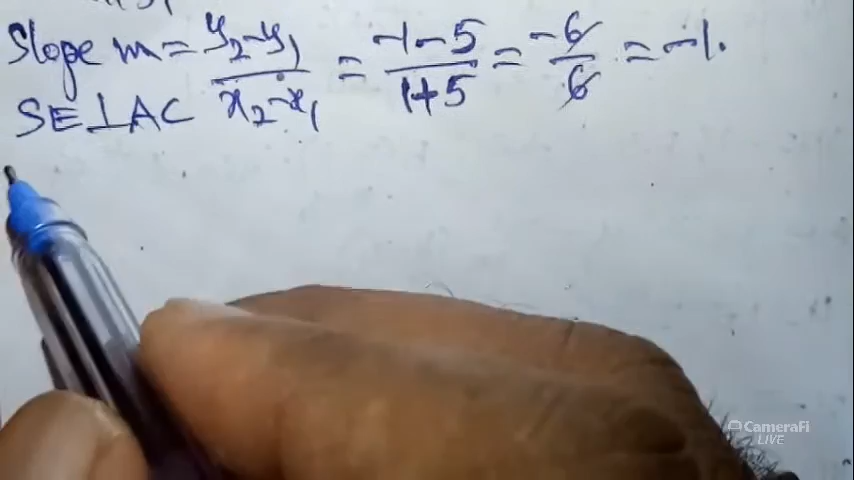 Slope m = y₂-y₁ / x₂-x₁ = -1-5 / 1+5 = -6 / 6 = -1.
SE⊥AC
CameraFi
LIVE